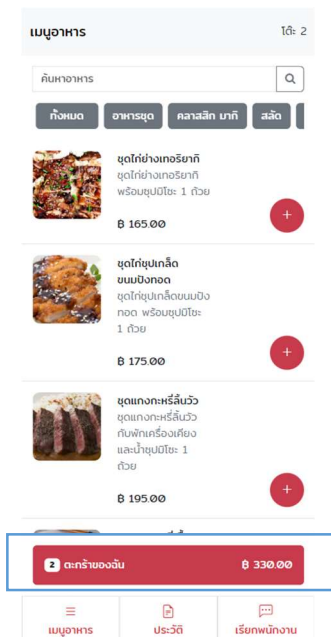 เมนูอาหาร โต๊ะ 2
ค้นหาอาหาร
ทั้งหมด อาหารชุด คลาสสิก มากิ สลัด
ชุดไก่ย่างเทอริยากิ
ชุดไก่ย่างเทอริยากิ
พร้อมซุปมิโซะ 1 ถ้วย
฿ 165.00
+
ชุดไก่ชุบเกล็ด
ขนมปังทอด
ชุดไก่ชุบเกล็ดขนมปัง
ทอด พร้อมซุปมิโซะ
1 ถ้วย
฿ 175.00
+
ชุดแกงกะหรี่ลิ้นวัว
ชุดแกงกะหรี่ลิ้นวัว
กับผักเครื่องเคียง
และน้ำซุปมิโซะ 1
ถ้วย
฿ 195.00
+
2 ตะกร้าของฉัน ฿ 330.00
เมนูอาหาร ประวัติ เรียกพนักงาน